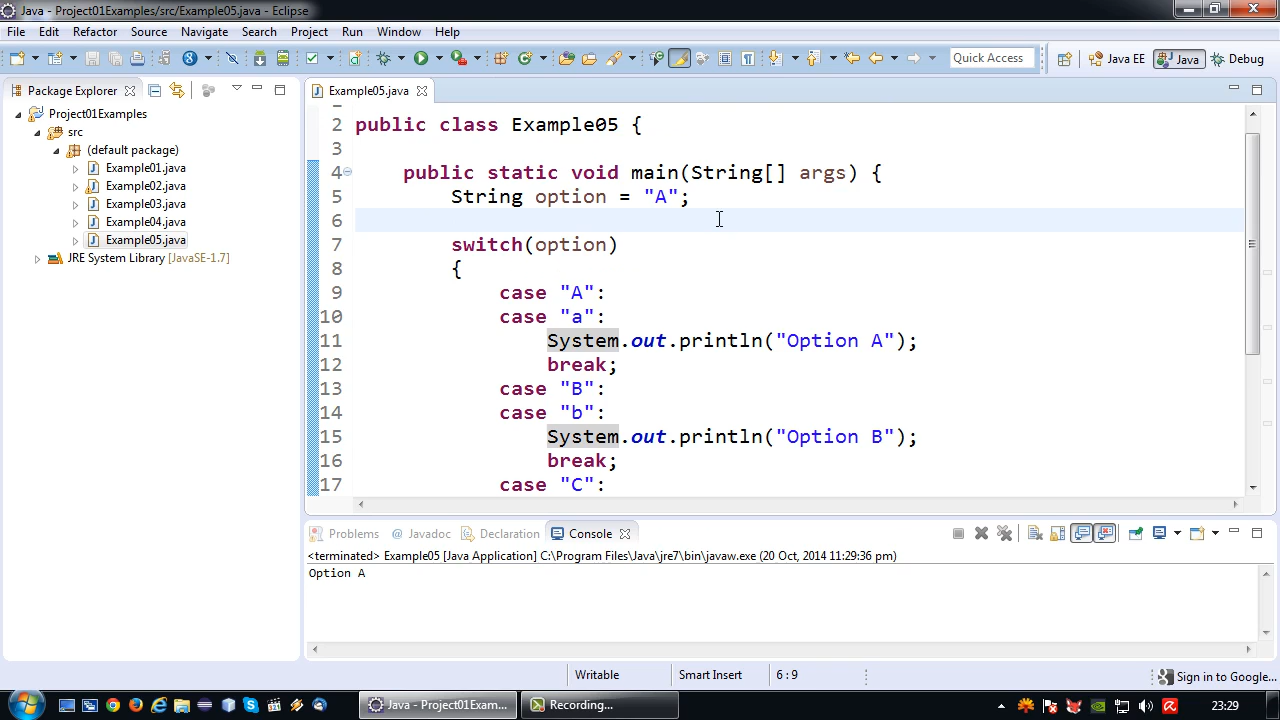 Java - Project01Examples/src/Example05.java - Eclipse
File Edit Refactor Source Navigate Search Project Run Window Help
Quick Access Java EE Java Debug
Package Explorer
Project01Examples
src
(default package)
Example01.java
Example02.java
Example03.java
Example04.java
Example05.java
JRE System Library [JavaSE-1.7]
Example05.java
2 public class Example05 {
3
4 public static void main(String[] args) {
5 String option = "A";
6
7 switch(option)
8 {
9 case "A":
10 case "a":
11 System.out.println("Option A");
12 break;
13 case "B":
14 case "b":
15 System.out.println("Option B");
16 break;
17 case "C":
Problems @ Javadoc Declaration Console
<terminated> Example05 [Java Application] C:\Program Files\Java\jre7\bin\javaw.exe (20 Oct, 2014 11:29:36 pm)
Option A
Writable Smart Insert 6 : 9 Sign in to Google...
Java - Project01Exam... Recording... 23:29